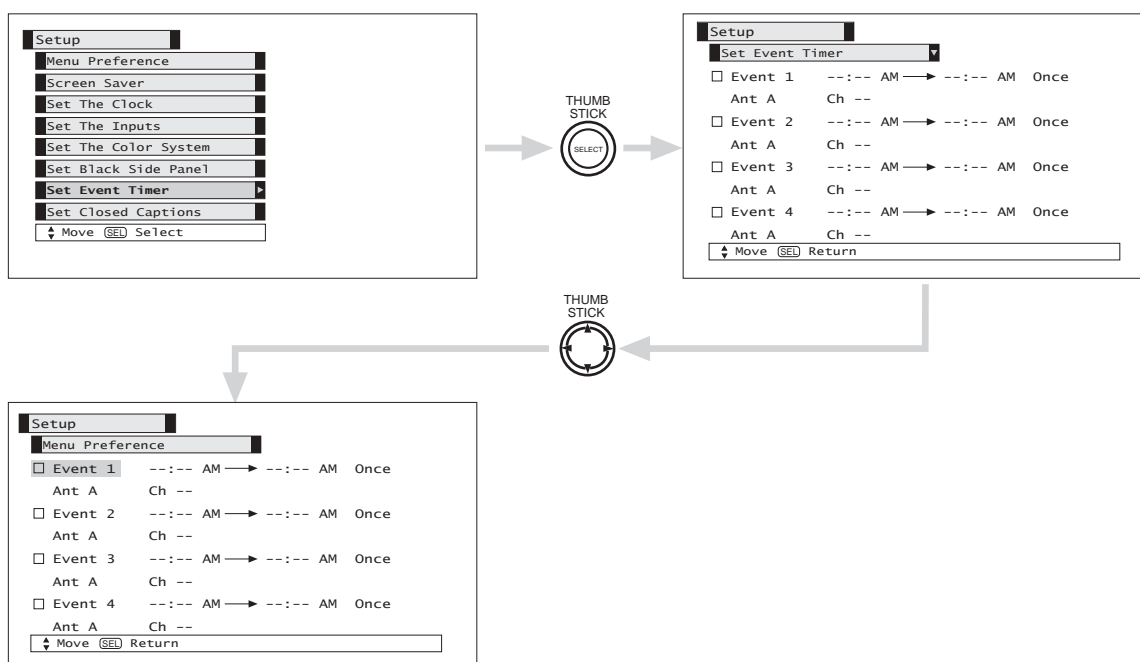 Setup
Menu Preference
Screen Saver
Set The Clock
Set The Inputs
Set The Color System
Set Black Side Panel
Set Event Timer
Set Closed Captions
Move SEL Select
THUMB
STICK
SELECT
Setup
Set Event Timer
Event 1 --:-- AM --:-- AM Once
Ant A Ch --
Event 2 --:-- AM --:-- AM Once
Ant A Ch --
Event 3 --:-- AM --:-- AM Once
Ant A Ch --
Event 4 --:-- AM --:-- AM Once
Ant A Ch --
Move SEL Return
THUMB
STICK
Setup
Menu Preference
Event 1 --:-- AM --:-- AM Once
Ant A Ch --
Event 2 --:-- AM --:-- AM Once
Ant A Ch --
Event 3 --:-- AM --:-- AM Once
Ant A Ch --
Event 4 --:-- AM --:-- AM Once
Ant A Ch --
Move SEL Return